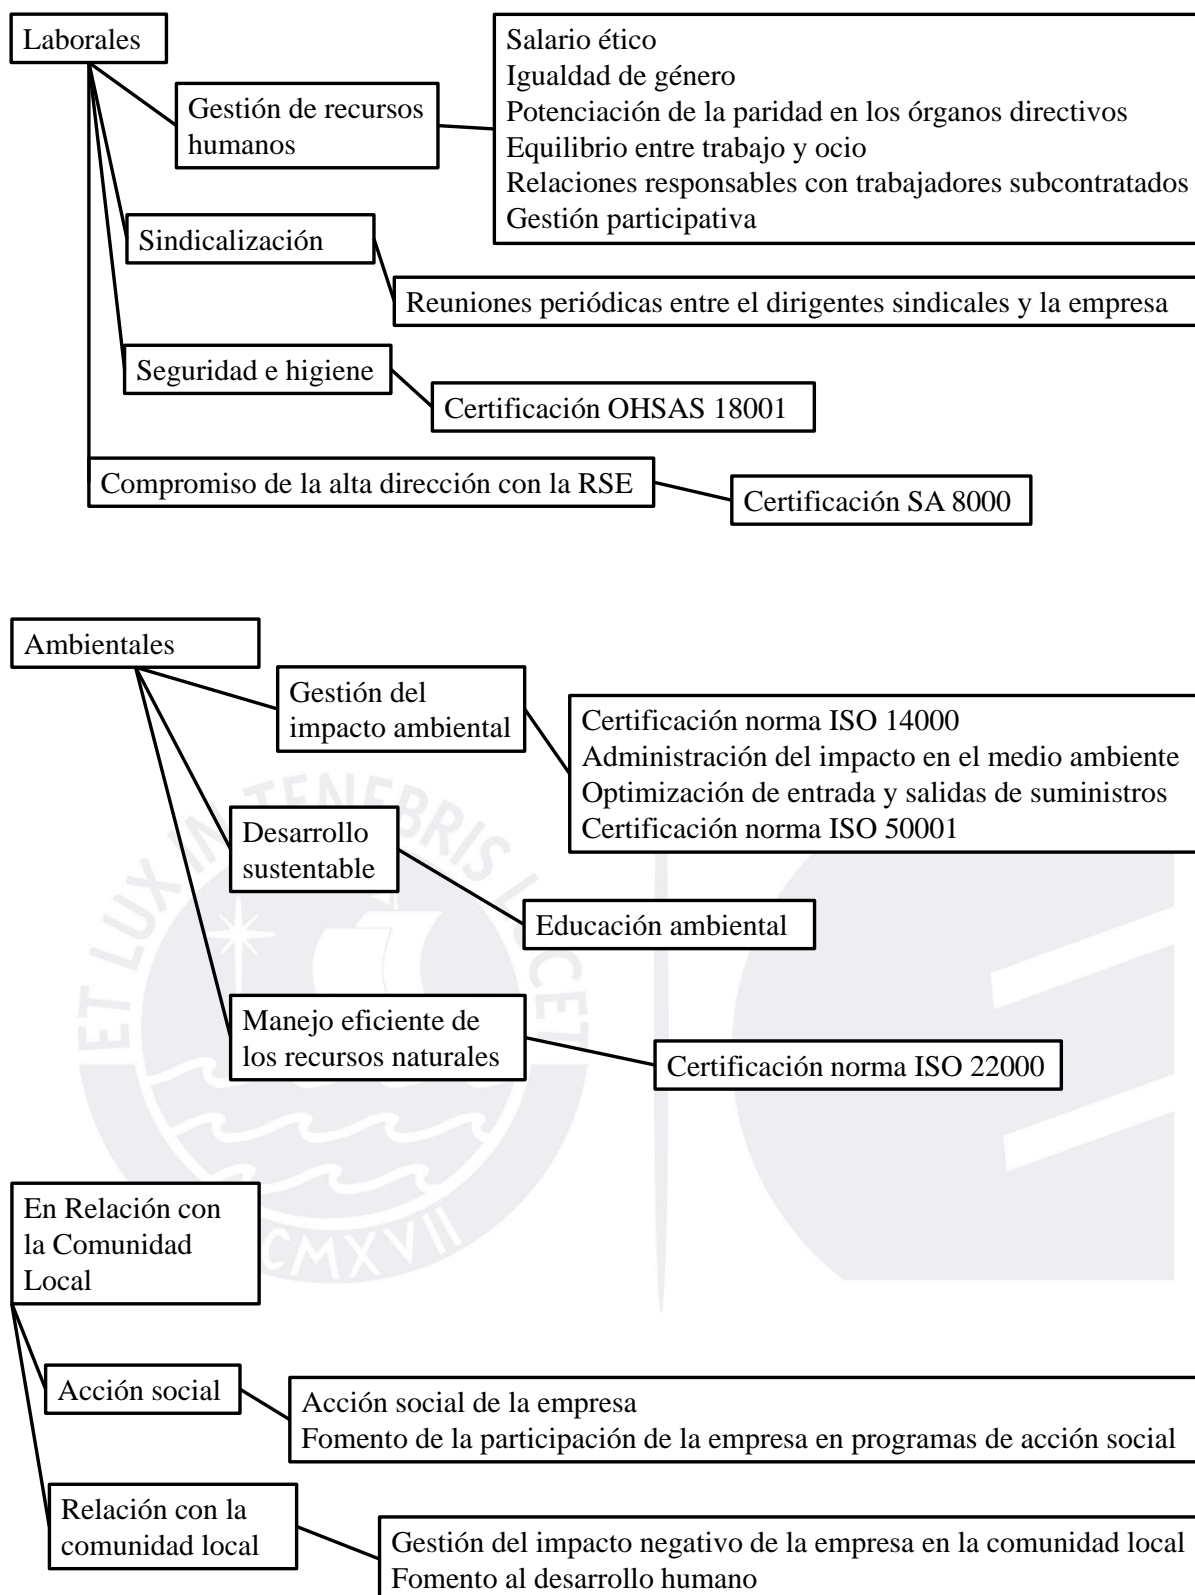 Laborales
Gestión de recursos
humanos
Salario ético
Igualdad de género
Potenciación de la paridad en los órganos directivos
Equilibrio entre trabajo y ocio
Relaciones responsables con trabajadores subcontratados
Gestión participativa
Sindicalización
Reuniones periódicas entre el dirigentes sindicales y la empresa
Seguridad e higiene
Certificación OHSAS 18001
Compromiso de la alta dirección con la RSE
Certificación SA 8000
Ambientales
Gestión del
impacto ambiental
Certificación norma ISO 14000
Administración del impacto en el medio ambiente
Optimización de entrada y salidas de suministros
Certificación norma ISO 50001
Desarrollo
sustentable
Educación ambiental
Manejo eficiente de
los recursos naturales
Certificación norma ISO 22000
En Relación con
la Comunidad
Local
Acción social
Acción social de la empresa
Fomento de la participación de la empresa en programas de acción social
Relación con la
comunidad local
Gestión del impacto negativo de la empresa en la comunidad local
Fomento al desarrollo humano
ET LUX IN TENEBRIS
CMXVII